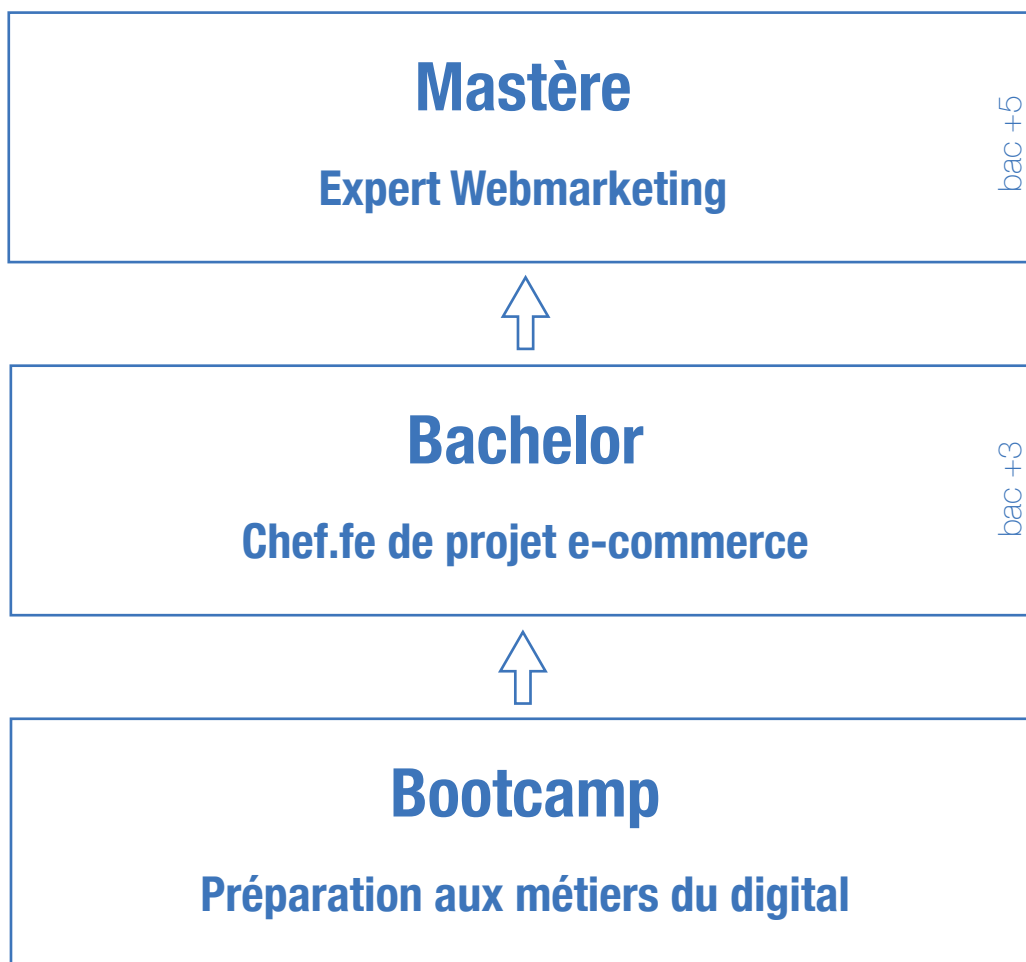 Mastère
Expert Webmarketing
bac +5
Bachelor
Chef.fe de projet e-commerce
bac +3
Bootcamp
Préparation aux métiers du digital